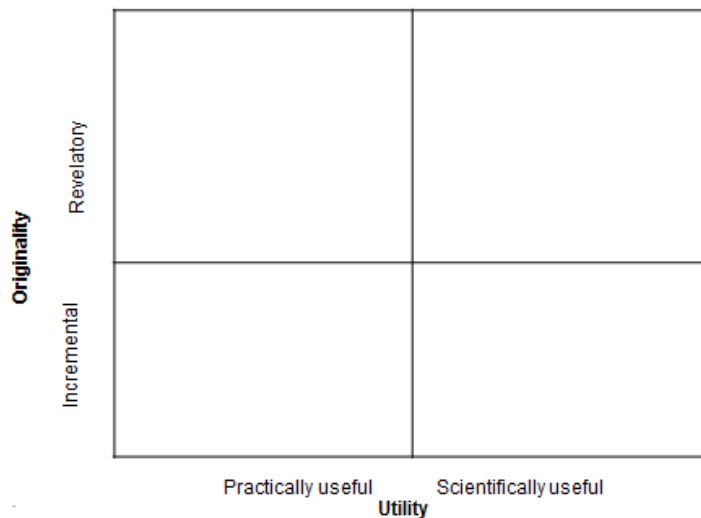 Originality
Revelatory
Incremental
Practically useful
Scientifically useful
Utility